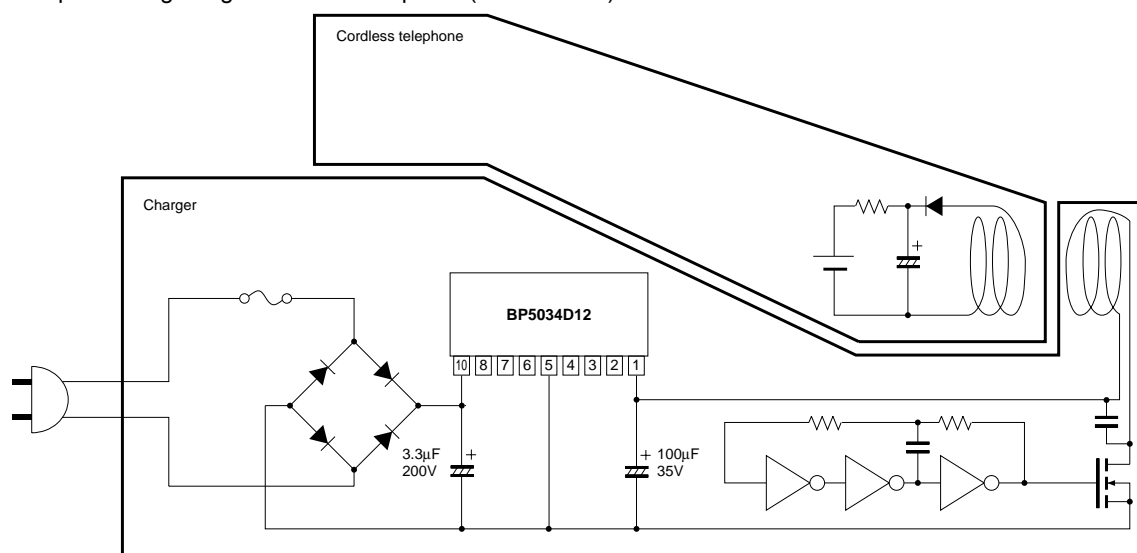 Cordless telephone
Charger
BP5034D12
10 8 7 6 5 4 3 2 1
3.3μF
200V
+
+ 100μF
35V
+